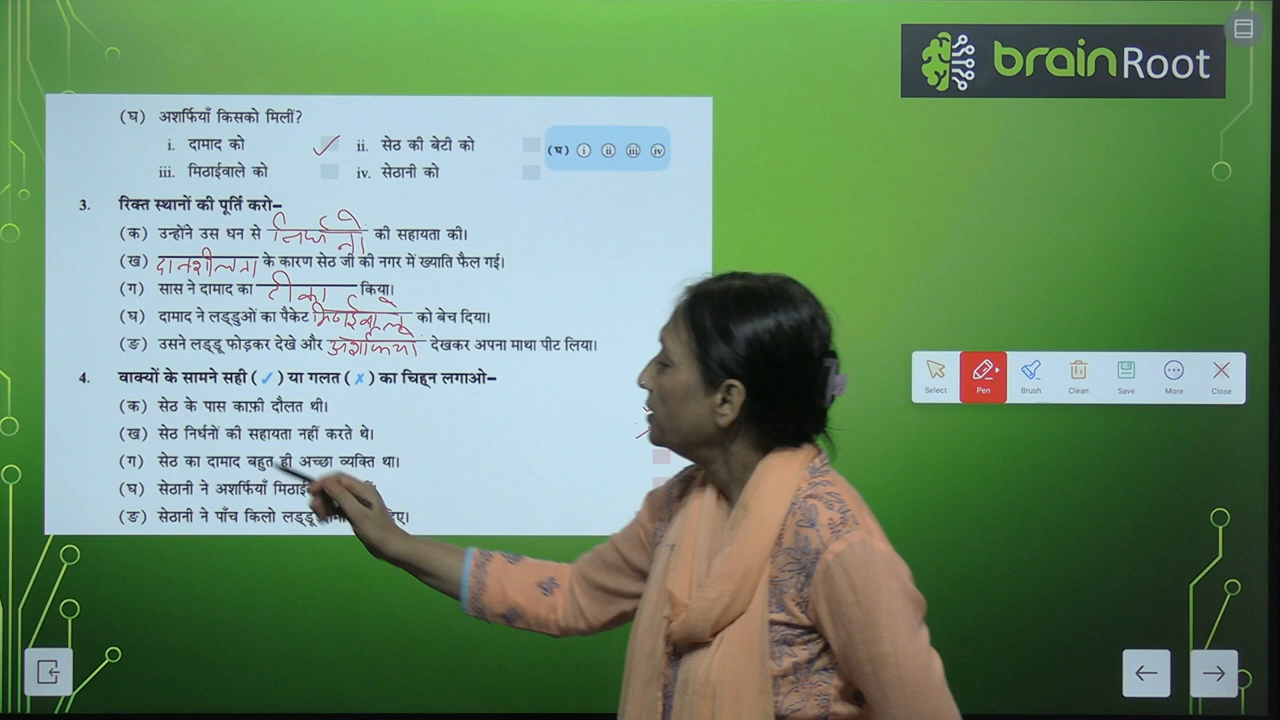 brainRoot
(घ) अशर्फियाँ किसको मिलीं?
i. दामाद को ii. सेठ की बेटी को (घ) i ii iii iv
iii. मिठाईवाले को iv. सेठानी को
3. रिक्त स्थानों की पूर्ति करो–
(क) उन्होंने उस धन से निर्धनों की सहायता की।
(ख) दानशीलता के कारण सेठ जी की नगर में ख्याति फैल गई।
(ग) सास ने दामाद का टीका किया।
(घ) दामाद ने लड्डुओं का पैकेट मिठाईवाले को बेच दिया।
(ङ) उसने लड्डू फोड़कर देखे और अशर्फियाँ देखकर अपना माथा पीट लिया।
4. वाक्यों के सामने सही (✓) या गलत (✗) का चिह्न लगाओ–
(क) सेठ के पास काफ़ी दौलत थी।
(ख) सेठ निर्धनों की सहायता नहीं करते थे।
(ग) सेठ का दामाद बहुत ही अच्छा व्यक्ति था।
(घ) सेठानी ने अशर्फियाँ
(ङ) सेठानी ने पाँच किलो लड्डू
Select Pen Brush Clean Save More Close